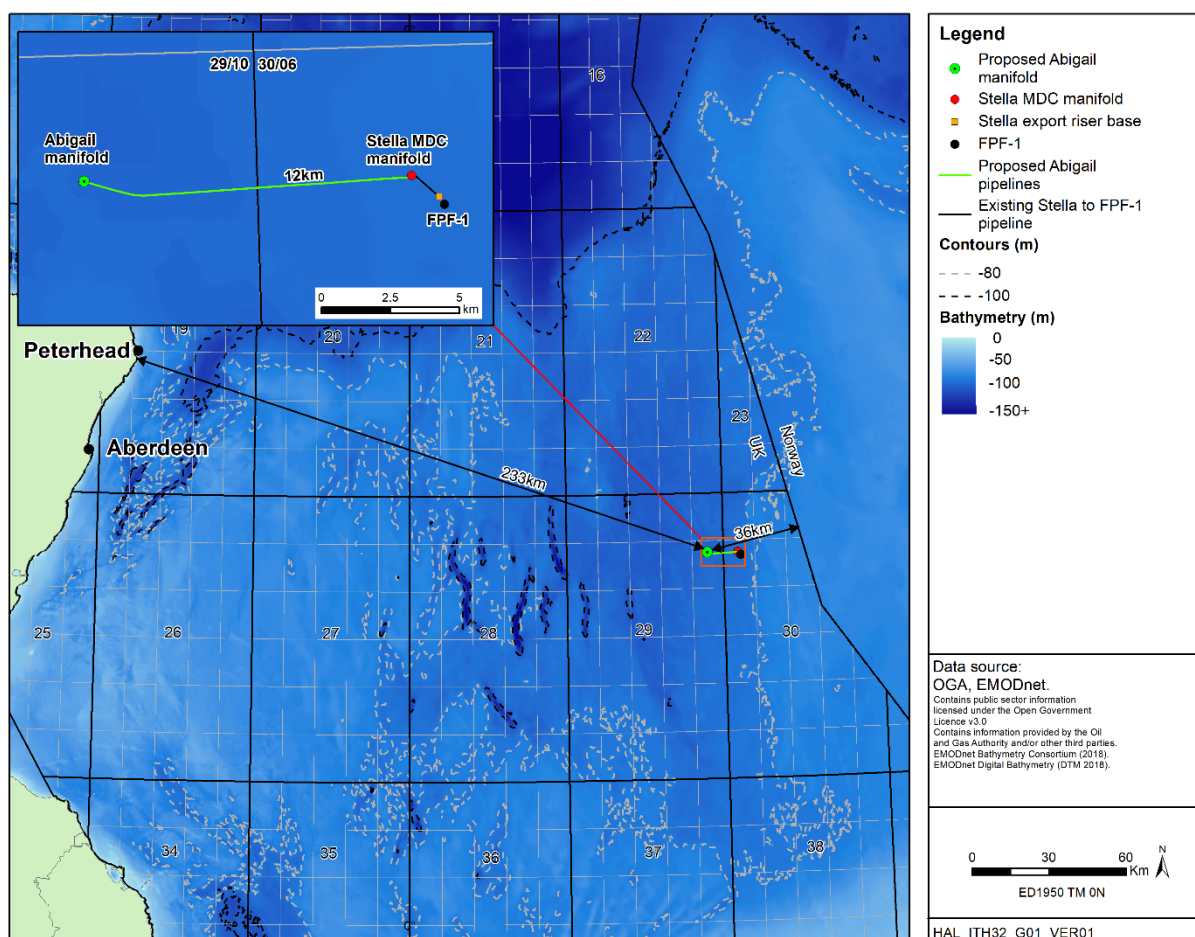 29/10 30/06
Abigail
manifold
Stella MDC
manifold
12km
FPF-1
0 2.5 5
km
16
19
20
21
22
23
UK
Norway
Peterhead
Aberdeen
233km
36km
25
26
27
28
29
30
34
35
36
37
38
Legend
Proposed Abigail
manifold
Stella MDC manifold
Stella export riser base
FPF-1
Proposed Abigail
pipelines
Existing Stella to FPF-1
pipeline
Contours (m)
-80
-100
Bathymetry (m)
0
-50
-100
-150+
Data source:
OGA, EMODnet.
Contains public sector information
licensed under the Open Government
Licence v3.0
Contains information provided by the Oil
and Gas Authority and/or other third parties.
EMODnet Bathymetry Consortium (2018).
EMODnet Digital Bathymetry (DTM 2018).
0 30 60
Km
N
ED1950 TM 0N
HAL_ITH32_G01_VER01